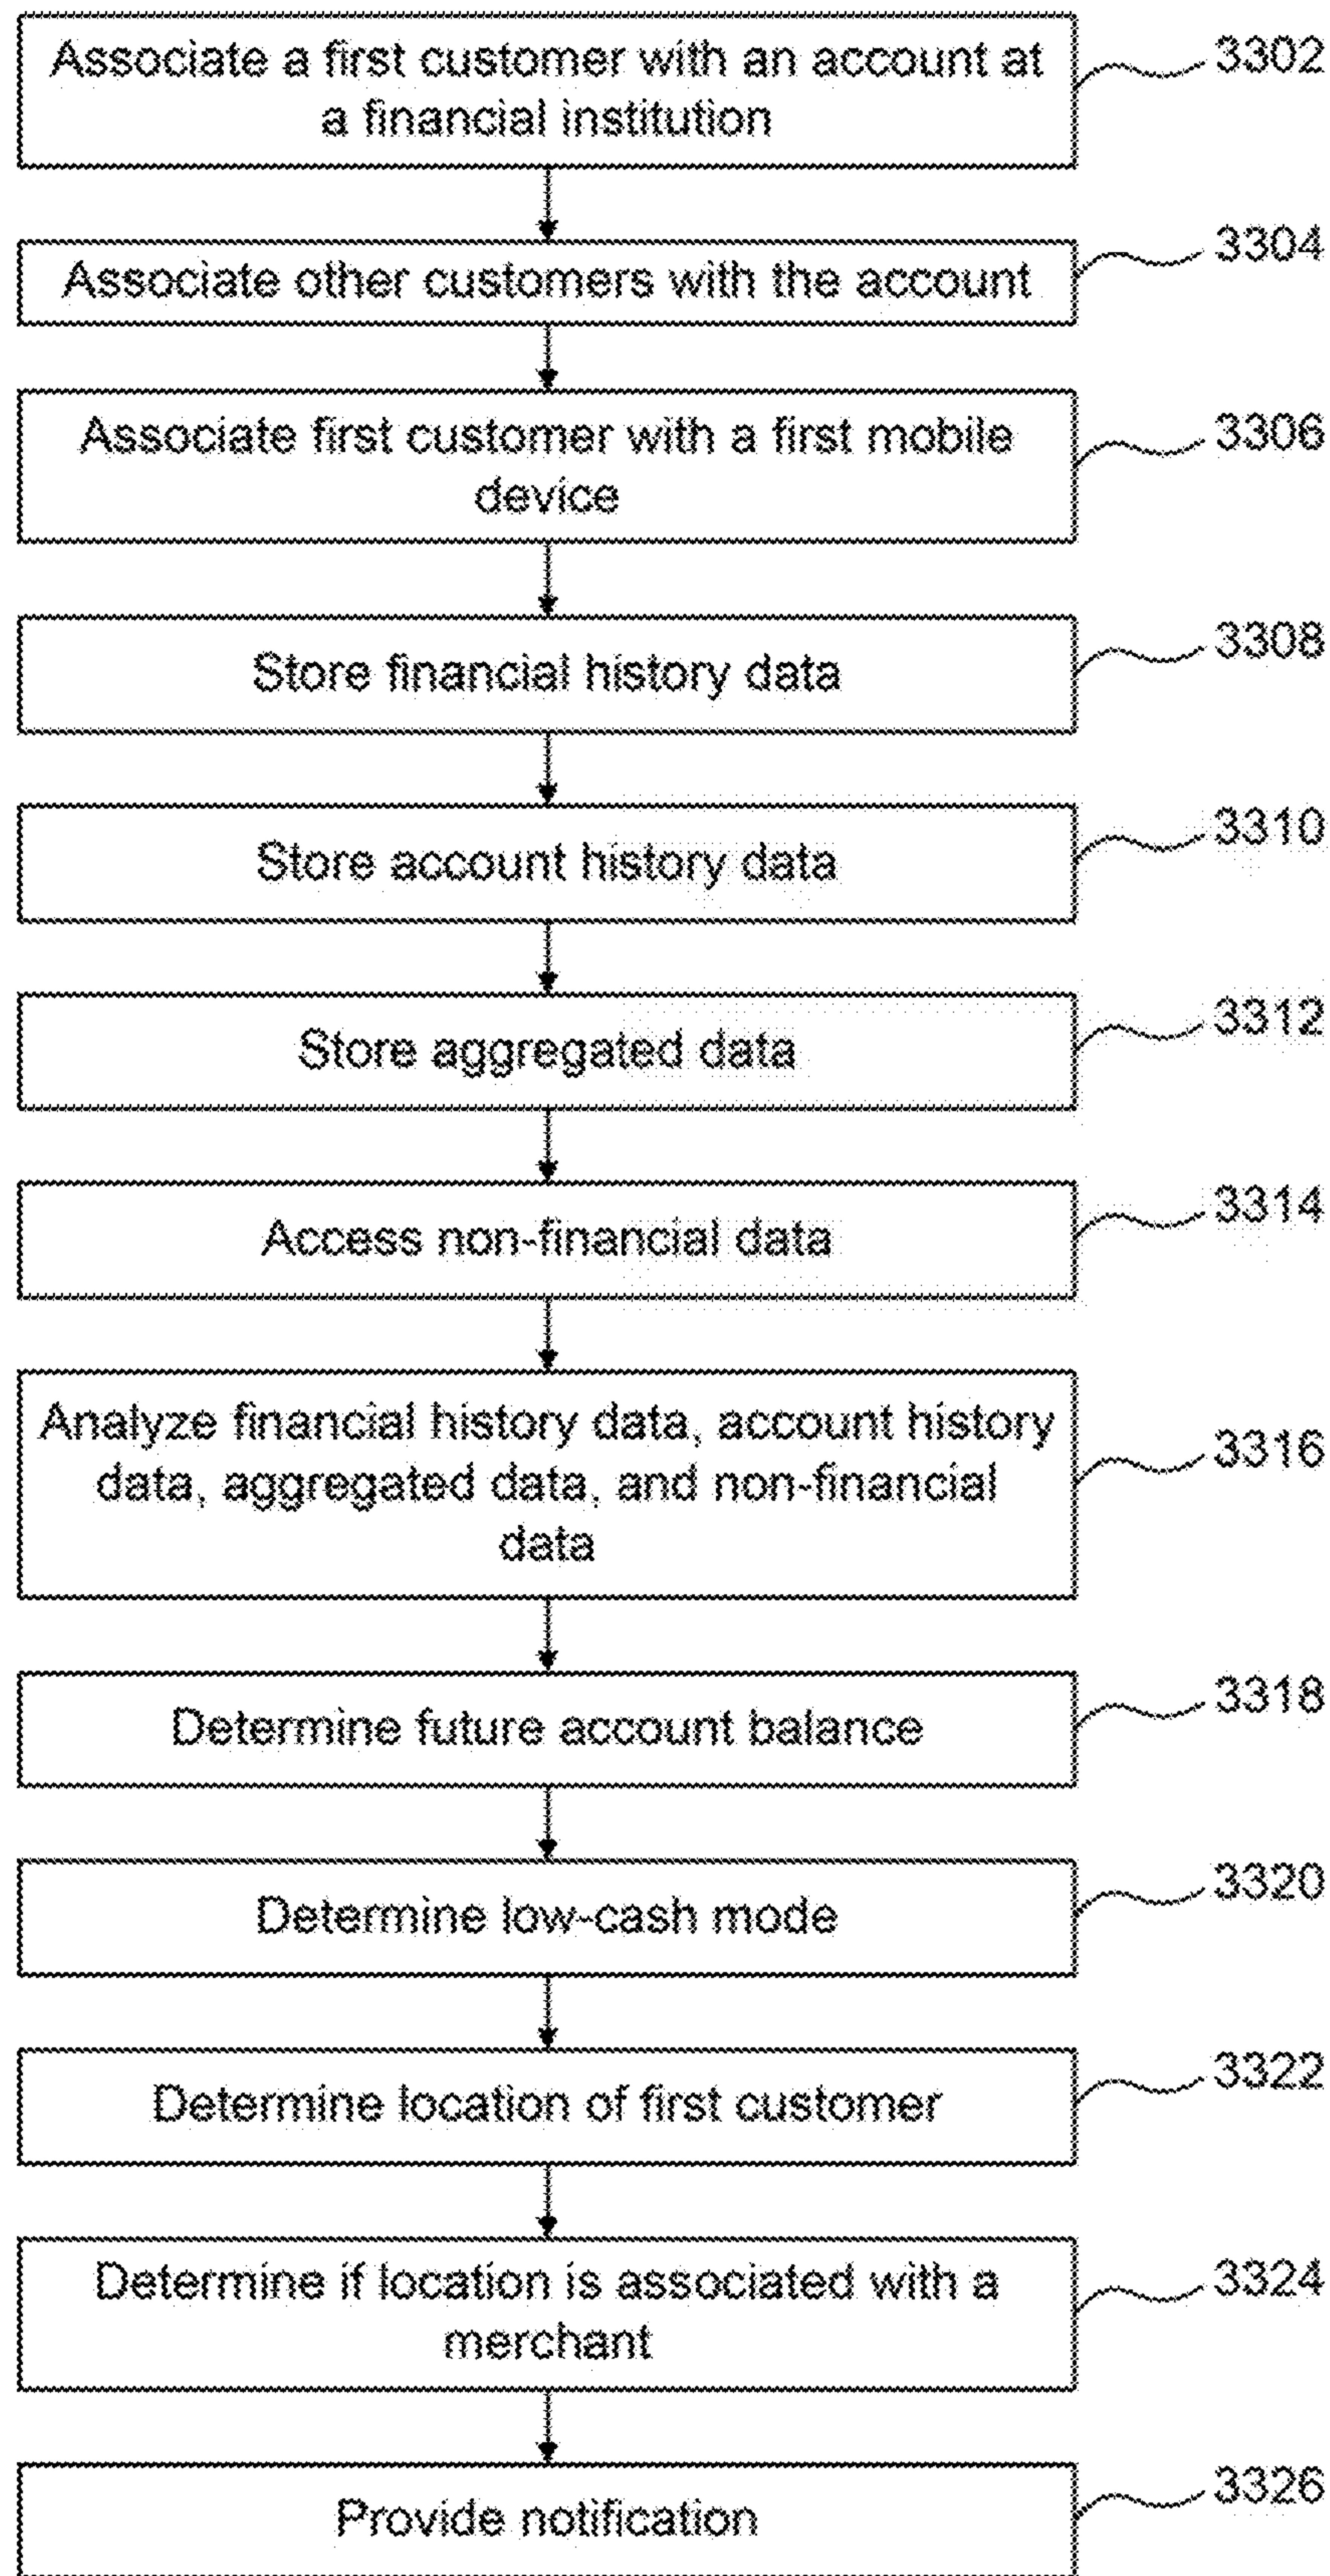 Associate a first customer with an account at
a financial institution
3302
Associate other customers with the account
3304
Associate first customer with a first mobile
device
3306
Store financial history data
3308
Store account history data
3310
Store aggregated data
3312
Access non-financial data
3314
Analyze financial history data, account history
data, aggregated data, and non-financial
data
3316
Determine future account balance
3318
Determine low-cash mode
3320
Determine location of first customer
3322
Determine if location is associated with a
merchant
3324
Provide notification
3326